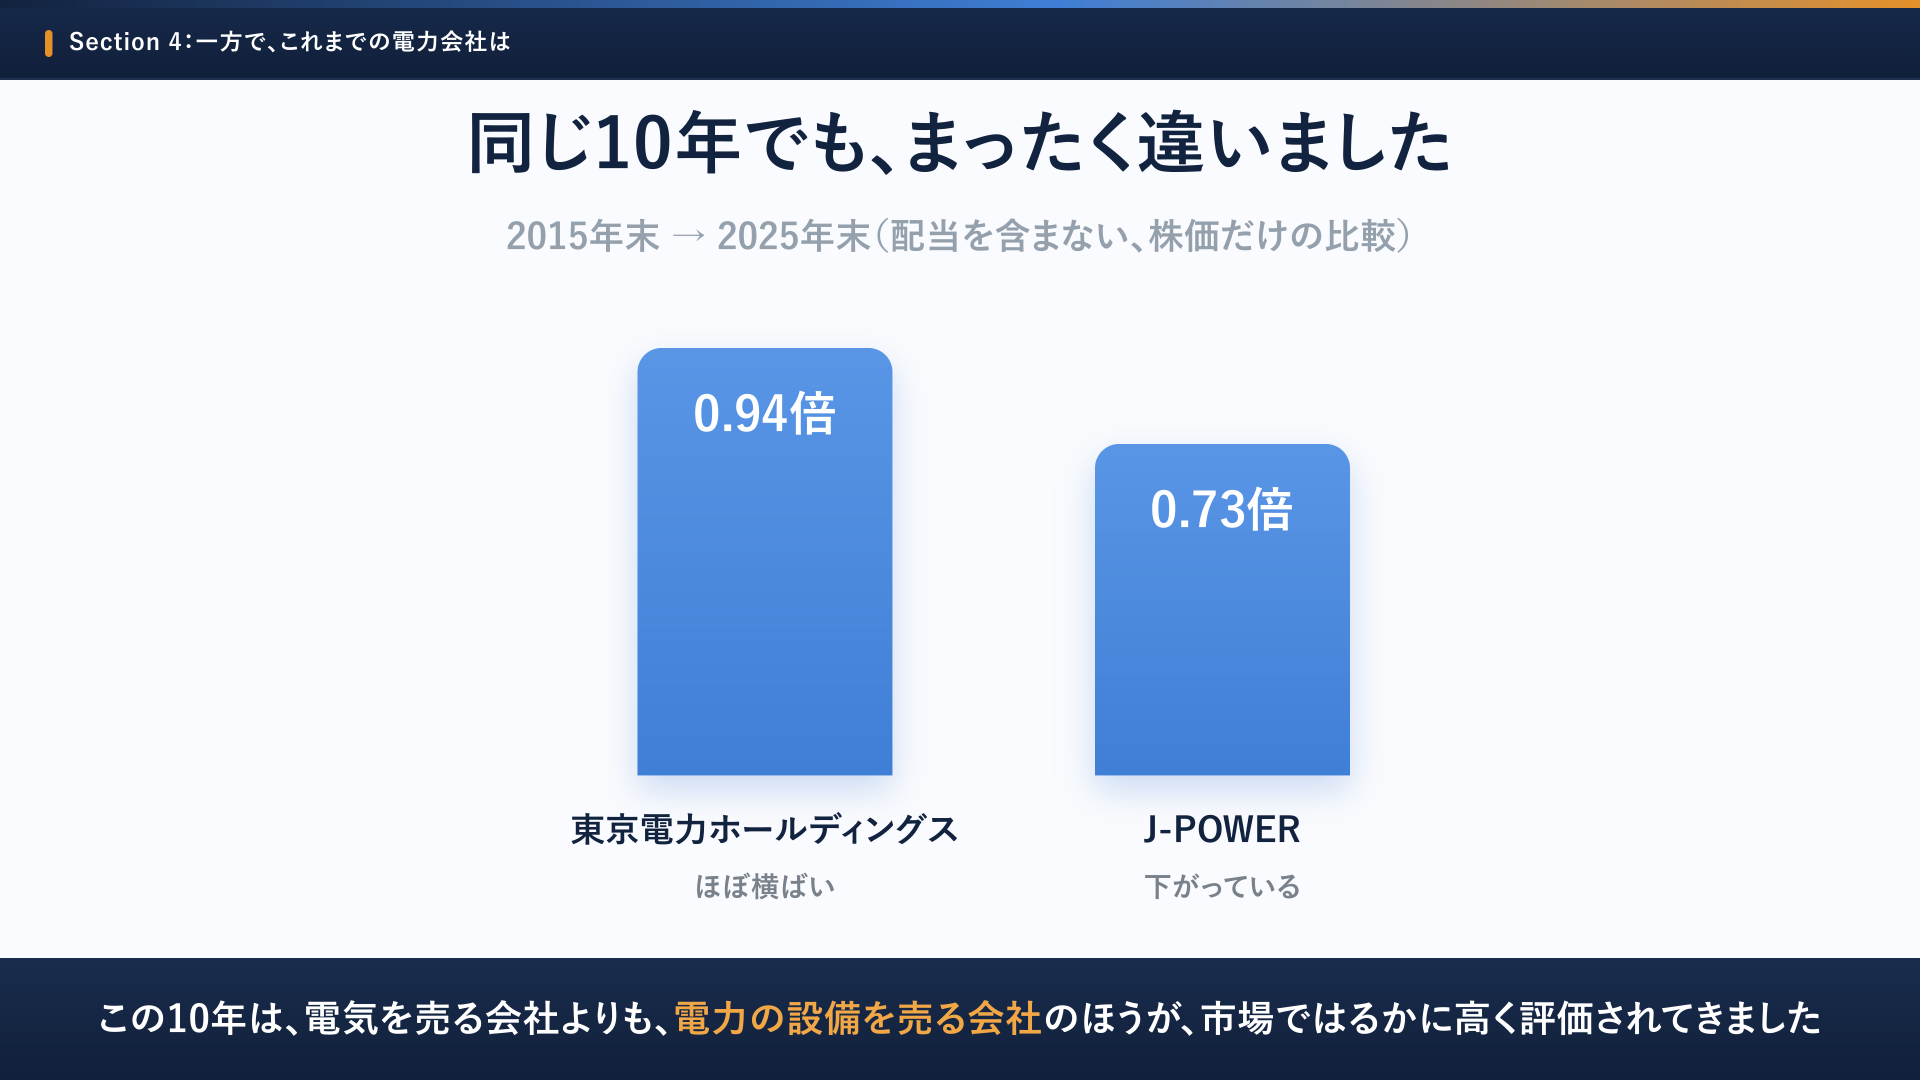 Section 4：一方で、これまでの電力会社は
同じ10年でも、まったく違いました
2015年末 → 2025年末（配当を含まない、株価だけの比較）
0.94倍
0.73倍
東京電力ホールディングス
J-POWER
ほぼ横ばい
下がっている
この10年は、電気を売る会社よりも、電力の設備を売る会社のほうが、市場ではるかに高く評価されてきました